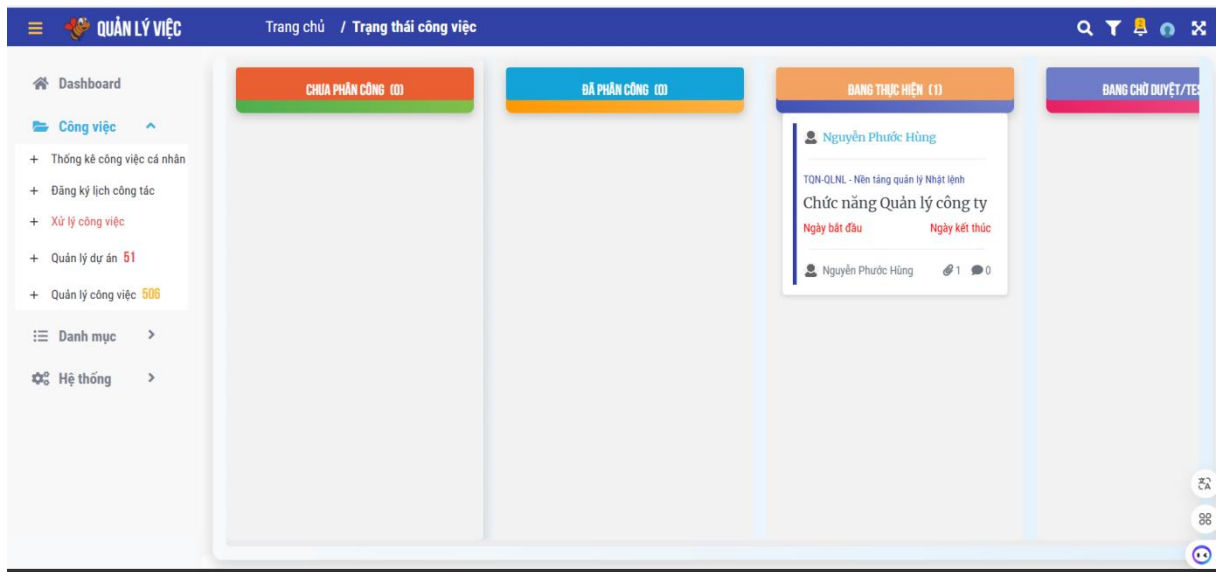 QUẢN LÝ VIỆC
Trang chủ / Trạng thái công việc
Dashboard
Công việc
+ Thống kê công việc cá nhân
+ Đăng ký lịch công tác
+ Xử lý công việc
+ Quản lý dự án 51
+ Quản lý công việc 506
Danh mục
Hệ thống
CHƯA PHÂN CÔNG (0)
ĐÃ PHÂN CÔNG (0)
ĐANG THỰC HIỆN (1)
Nguyễn Phước Hùng
TQN-QLNL - Nền tảng quản lý Nhật lệnh
Chức năng Quản lý công ty
Ngày bắt đầu Ngày kết thúc
Nguyễn Phước Hùng 1 0
ĐANG CHỜ DUYỆT/TES